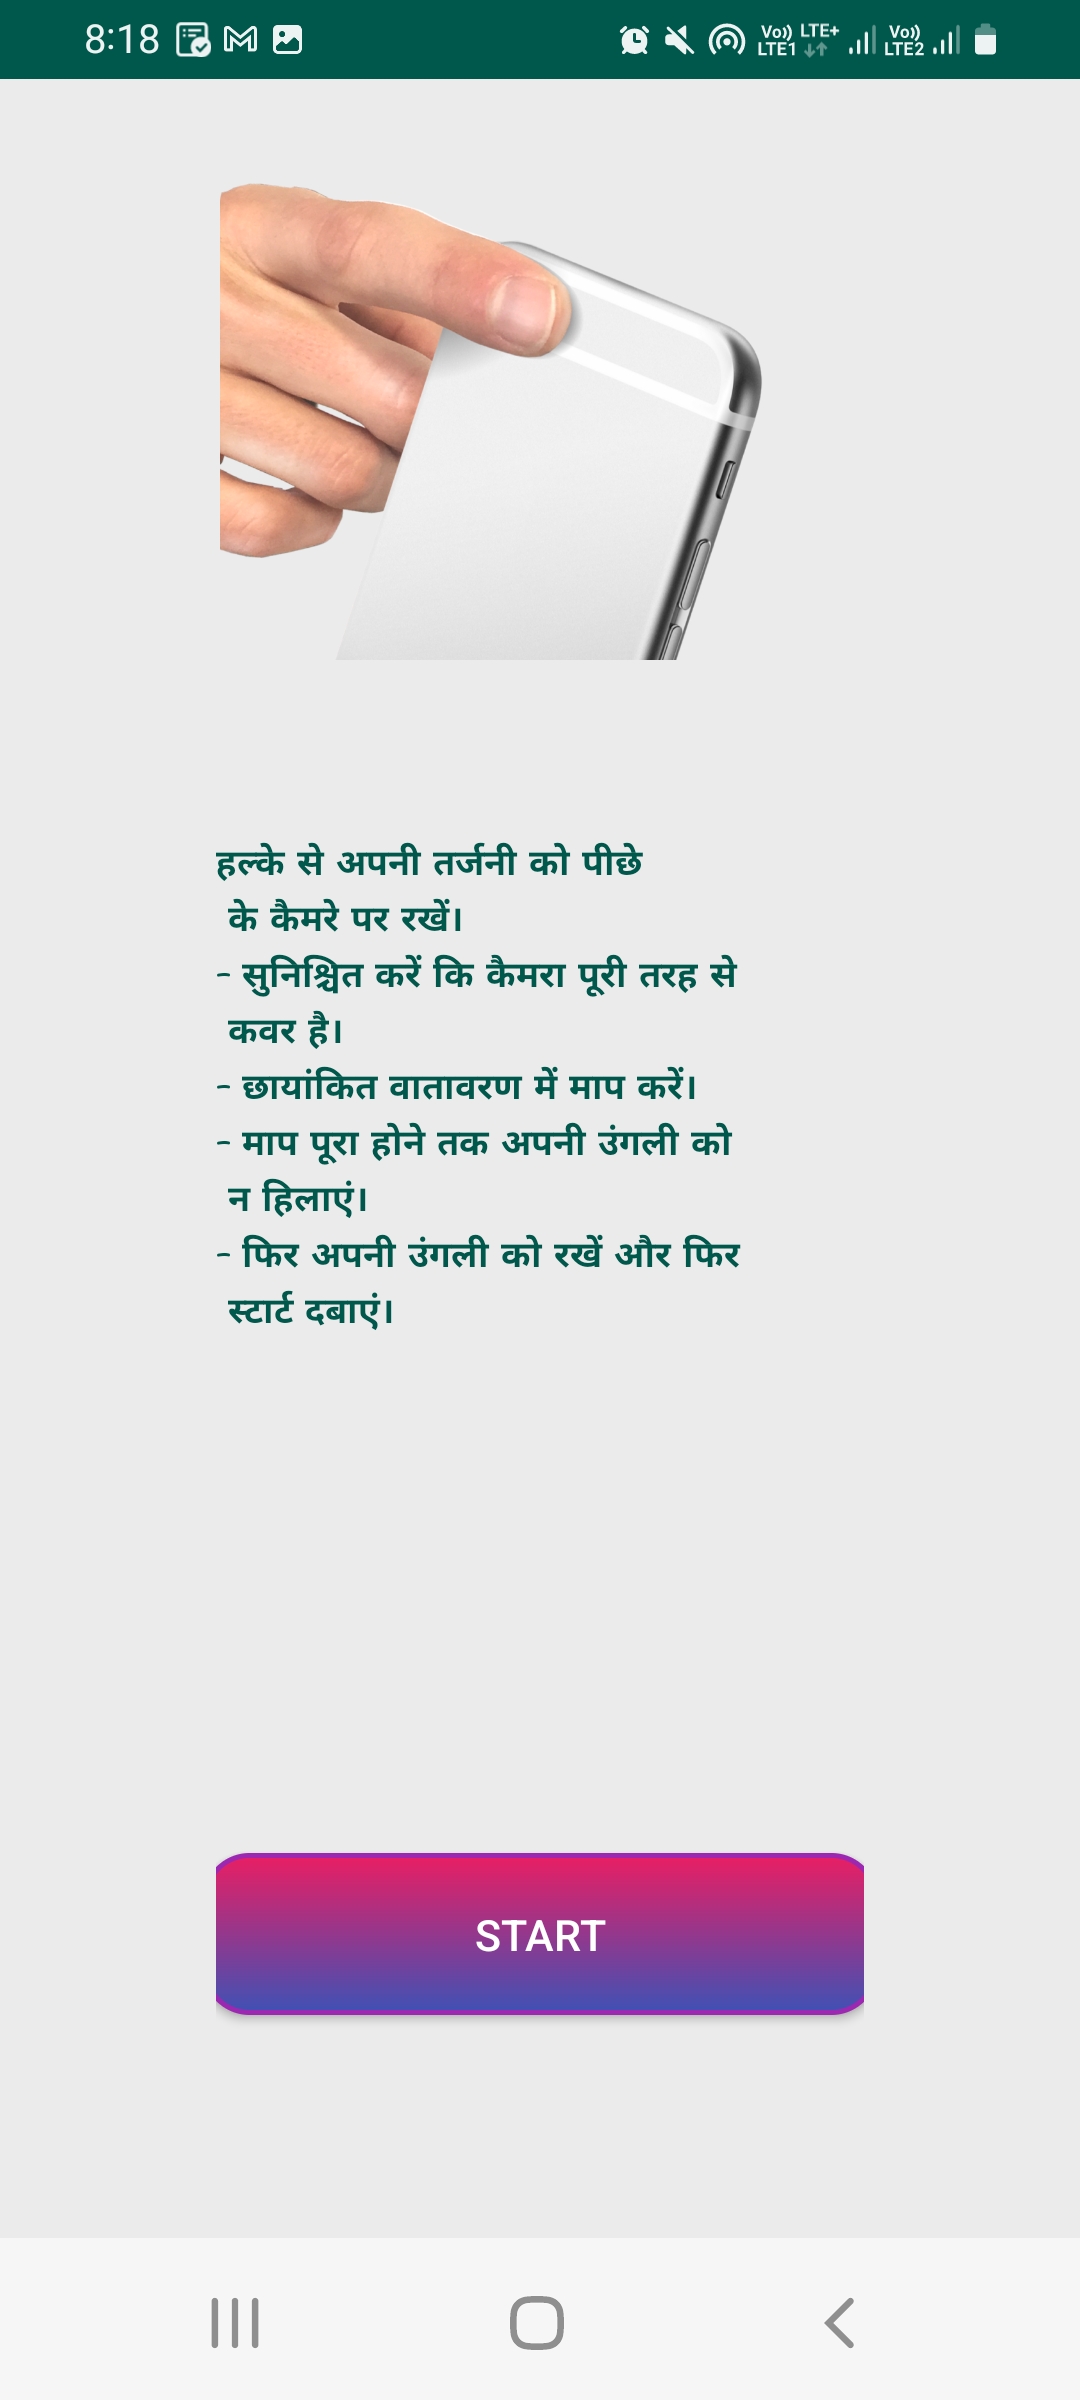 8:18
Vo)) LTE1 LTE+ Vo)) LTE2
हल्के से अपनी तर्जनी को पीछे
के कैमरे पर रखें।
- सुनिश्चित करें कि कैमरा पूरी तरह से
कवर है।
- छायांकित वातावरण में माप करें।
- माप पूरा होने तक अपनी उंगली को
न हिलाएं।
- फिर अपनी उंगली को रखें और फिर
स्टार्ट दबाएं।
START